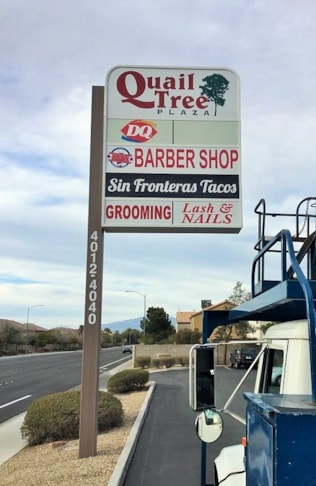 Quail
Tree
PLAZA
DQ
BARBER SHOP
Sin Fronteras Tacos
GROOMING
Lash &
NAILS
4012-4040